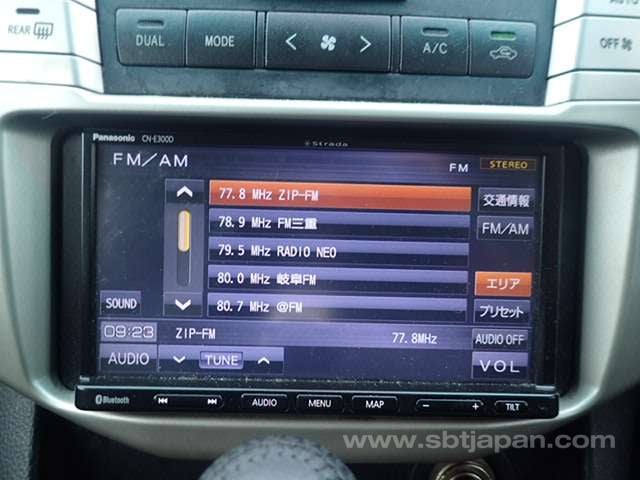 AUTO
REAR DUAL MODE A/C OFF
Panasonic CN-E300D Strada
FM/AM FM STEREO
77.8 MHz ZIP-FM 交通情報
78.9 MHz FM三重 FM/AM
79.5 MHz RADIO NEO
80.0 MHz 岐阜FM エリア
SOUND 80.7 MHz @FM プリセット
09:23 ZIP-FM 77.8MHz AUDIO OFF
AUDIO TUNE VOL
Bluetooth AUDIO MENU MAP − + TILT
www.sbtjapan.com